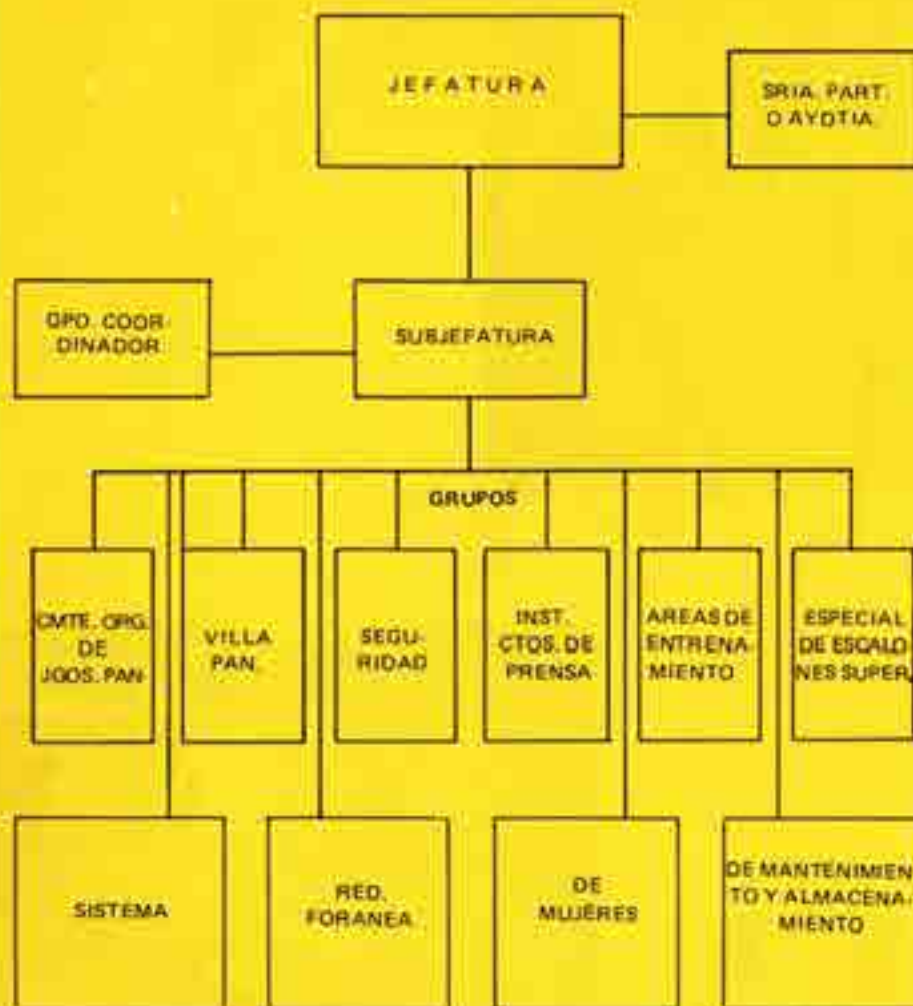 JEFATURA
SRIA. PART.
O AYDTIA.
GPO. COOR-
DINADOR
SUBJEFATURA
GRUPOS
CMTE. ORG.
DE
JGOS. PAN.
VILLA
PAN.
SEGU-
RIDAD
INST.
CTOS. DE
PRENSA
AREAS DE
ENTRENA-
MIENTO
ESPECIAL
DE ESCALO-
NES SUPER.
SISTEMA
RED.
FORANEA
DE
MUJERES
DE MANTENIMIEN-
TO Y ALMACENA-
MIENTO